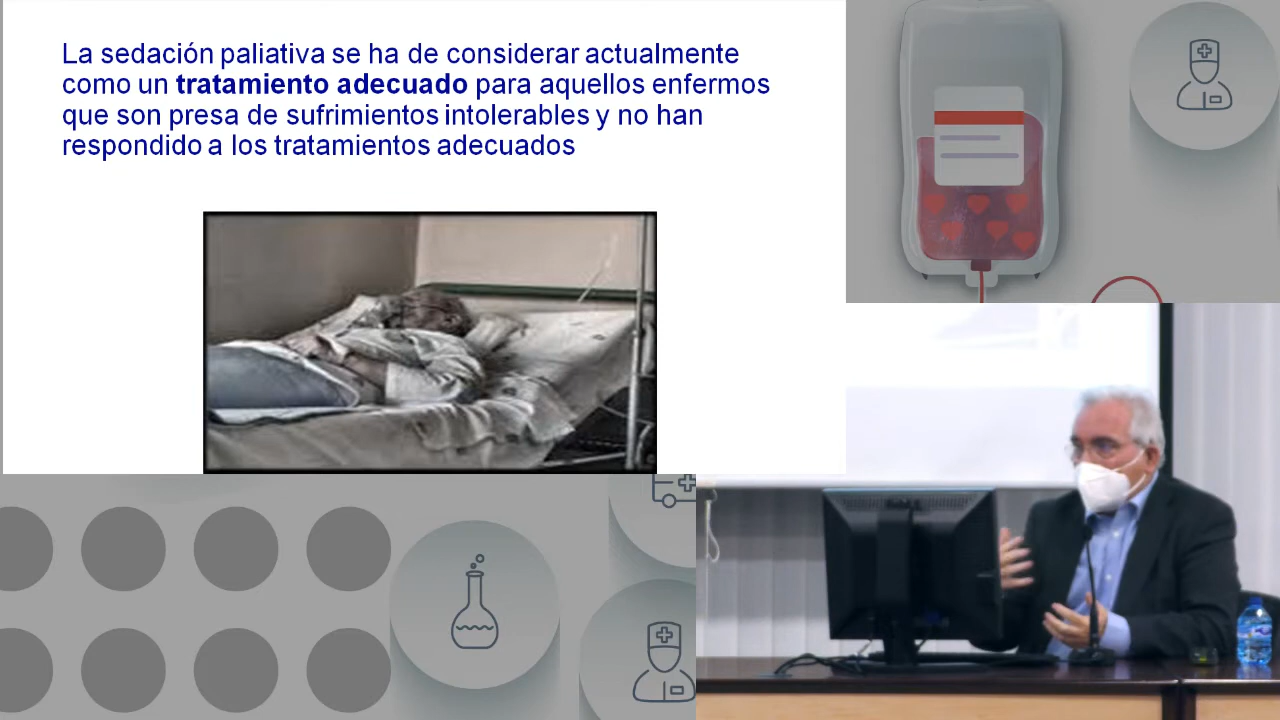 La sedación paliativa se ha de considerar actualmente
como un tratamiento adecuado para aquellos enfermos
que son presa de sufrimientos intolerables y no han
respondido a los tratamientos adecuados